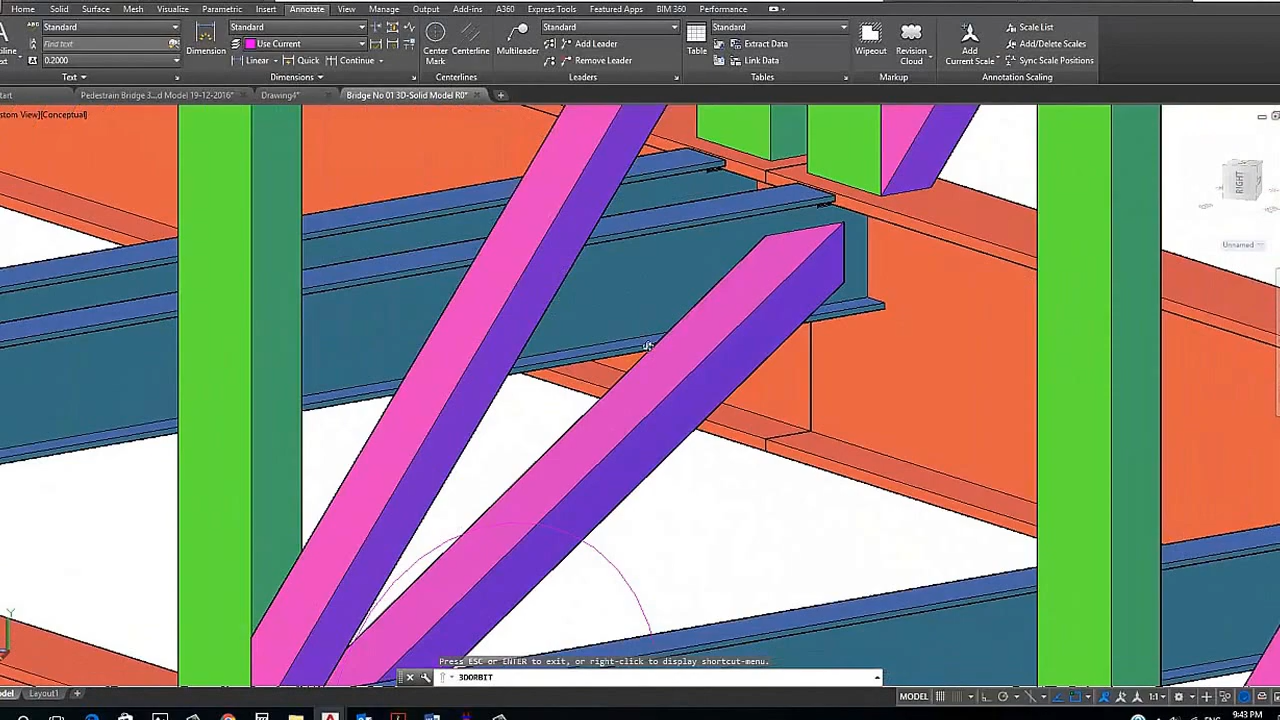 Home Solid Surface Mesh Visualize Parametric Insert Annotate View Manage Output Add-ins A360 Express Tools Featured Apps BIM 360 Performance
Standard Standard Standard Standard Scale List
Find text Use Current Add Leader Extract Data Add/Delete Scales
Dimension Center Mark Centerline Multileader Table Wipeout Revision Cloud Add Current Scale
0.2000 Linear Quick Continue Remove Leader Link Data Sync Scale Positions
Text Dimensions Centerlines Leaders Tables Markup Annotation Scaling
Pedestrain Bridge 3...d Model 19-12-2016* Drawing4* Bridge No 01 3D-Solid Model R0*
[Conceptual]
RIGHT
Unnamed
Y
Press ESC or ENTER to exit, or right-click to display shortcut-menu.
3DORBIT
Layout1 MODEL 1:1
9:43 PM